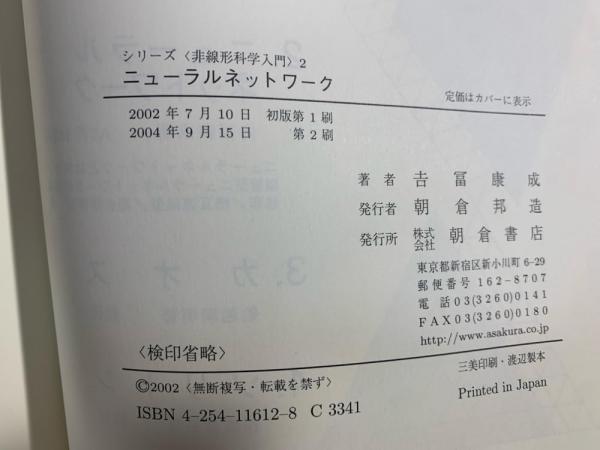 シリーズ〈非線形科学入門〉2
ニューラルネットワーク
定価はカバーに表示
2002年7月10日 初版第1刷
2004年9月15日 第2刷
著者 吉冨康成
発行者 朝倉邦造
発行所 株式会社 朝倉書店
東京都新宿区新小川町6-29
郵便番号 162-8707
電話 03(3260)0141
FAX 03(3260)0180
http://www.asakura.co.jp
〈検印省略〉
©2002〈無断複写・転載を禁ず〉
三美印刷・渡辺製本
ISBN 4-254-11612-8 C 3341
Printed in Japan